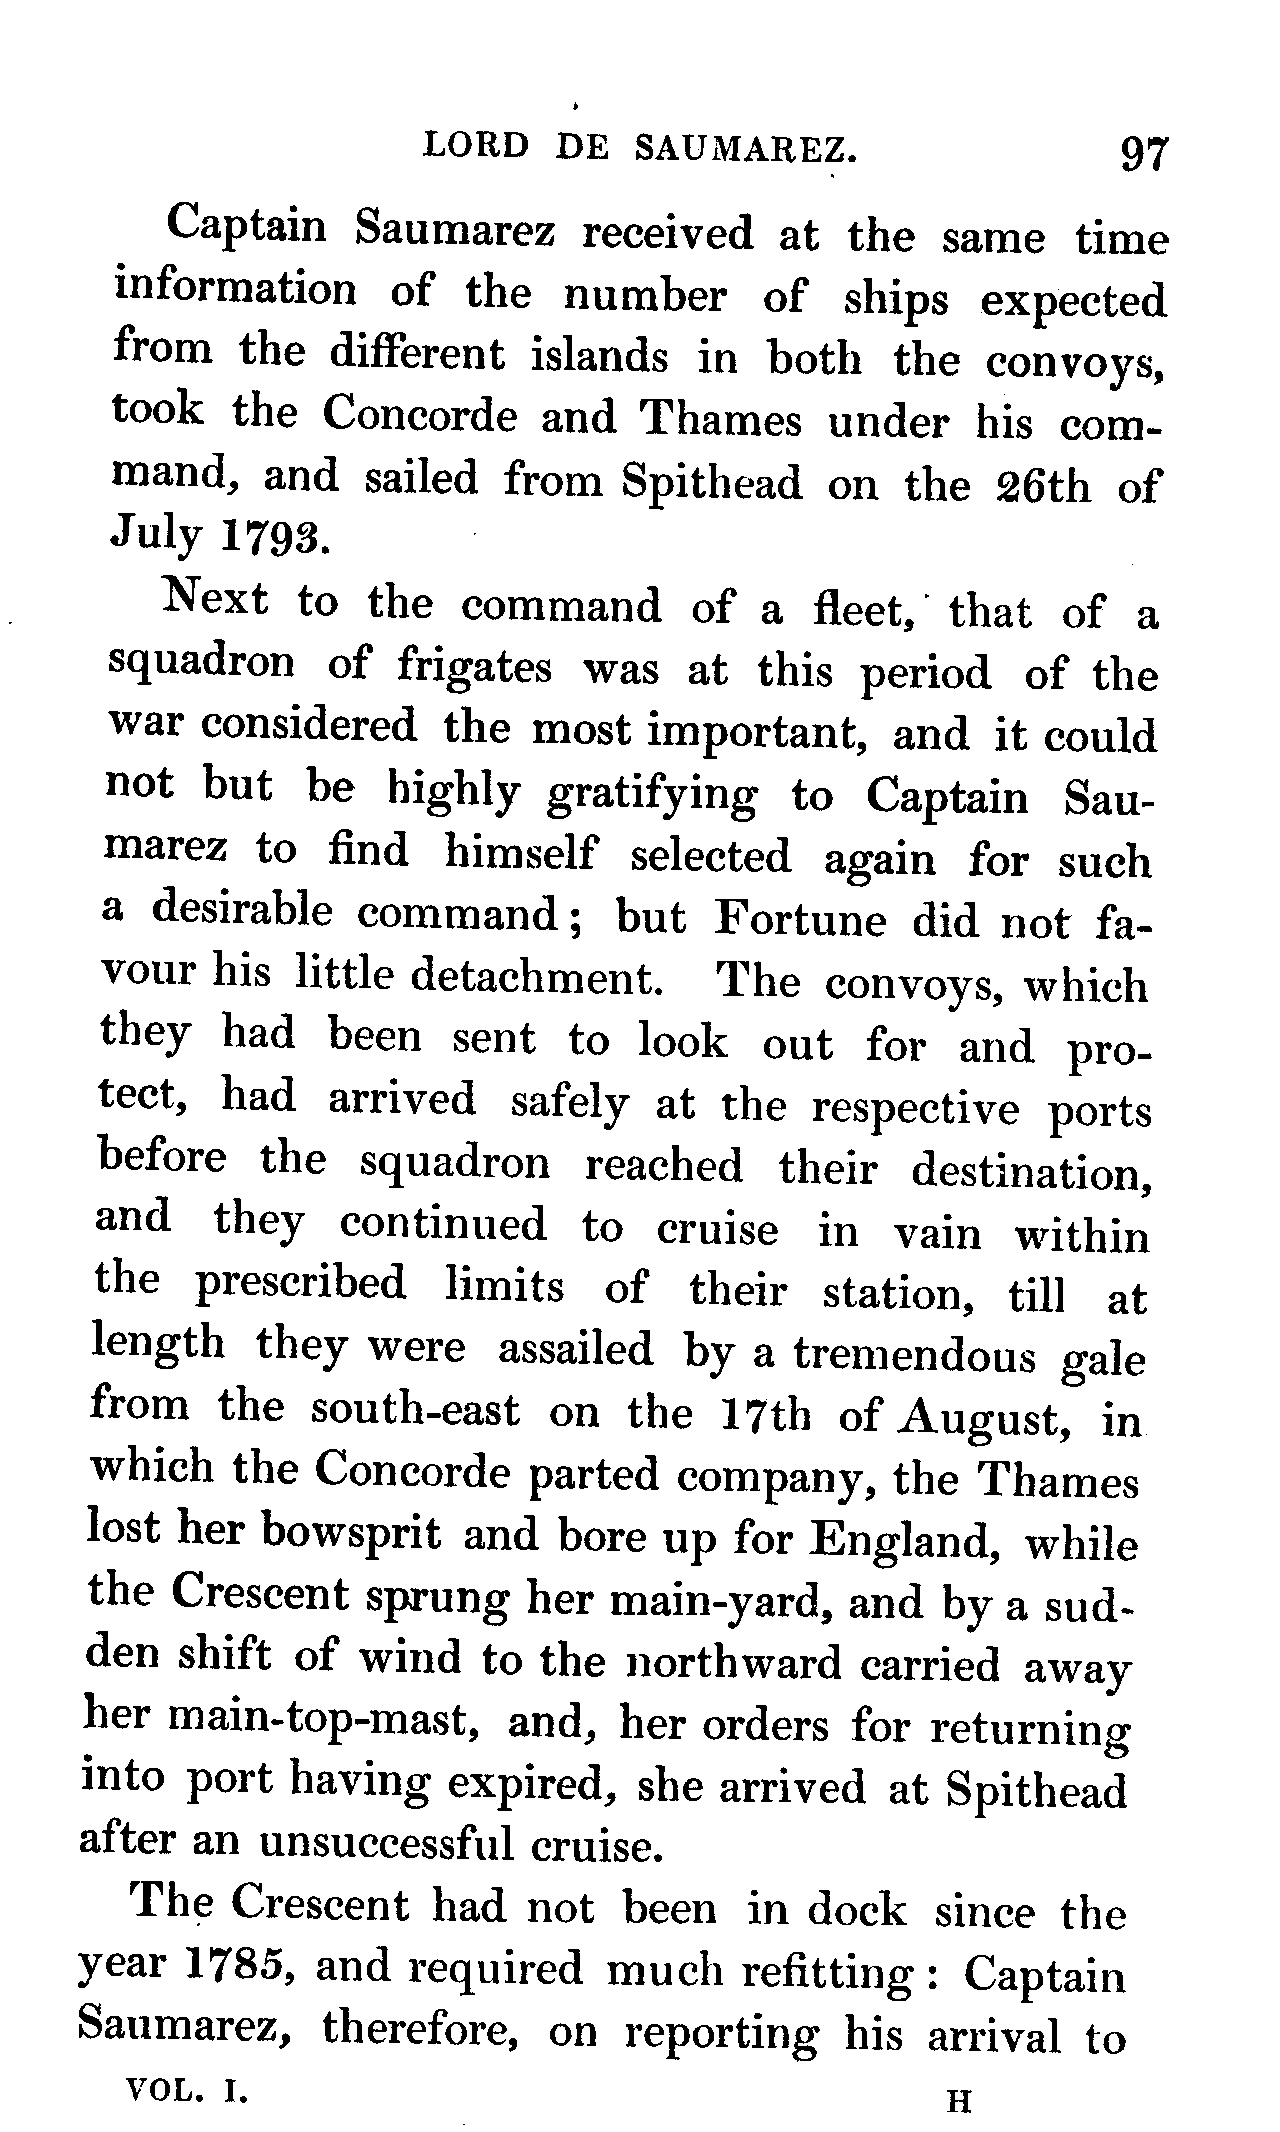 LORD DE SAUMAREZ. 97
Captain Saumarez received at the same time
information of the number of ships expected
from the different islands in both the convoys,
took the Concorde and Thames under his com-
mand, and sailed from Spithead on the 26th of
July 1793.
Next to the command of a fleet, that of a
squadron of frigates was at this period of the
war considered the most important, and it could
not but be highly gratifying to Captain Sau-
marez to find himself selected again for such
a desirable command; but Fortune did not fa-
vour his little detachment. The convoys, which
they had been sent to look out for and pro-
tect, had arrived safely at the respective ports
before the squadron reached their destination,
and they continued to cruise in vain within
the prescribed limits of their station, till at
length they were assailed by a tremendous gale
from the south-east on the 17th of August, in
which the Concorde parted company, the Thames
lost her bowsprit and bore up for England, while
the Crescent sprung her main-yard, and by a sud-
den shift of wind to the northward carried away
her main-top-mast, and, her orders for returning
into port having expired, she arrived at Spithead
after an unsuccessful cruise.
The Crescent had not been in dock since the
year 1785, and required much refitting: Captain
Saumarez, therefore, on reporting his arrival to
VOL. I. H